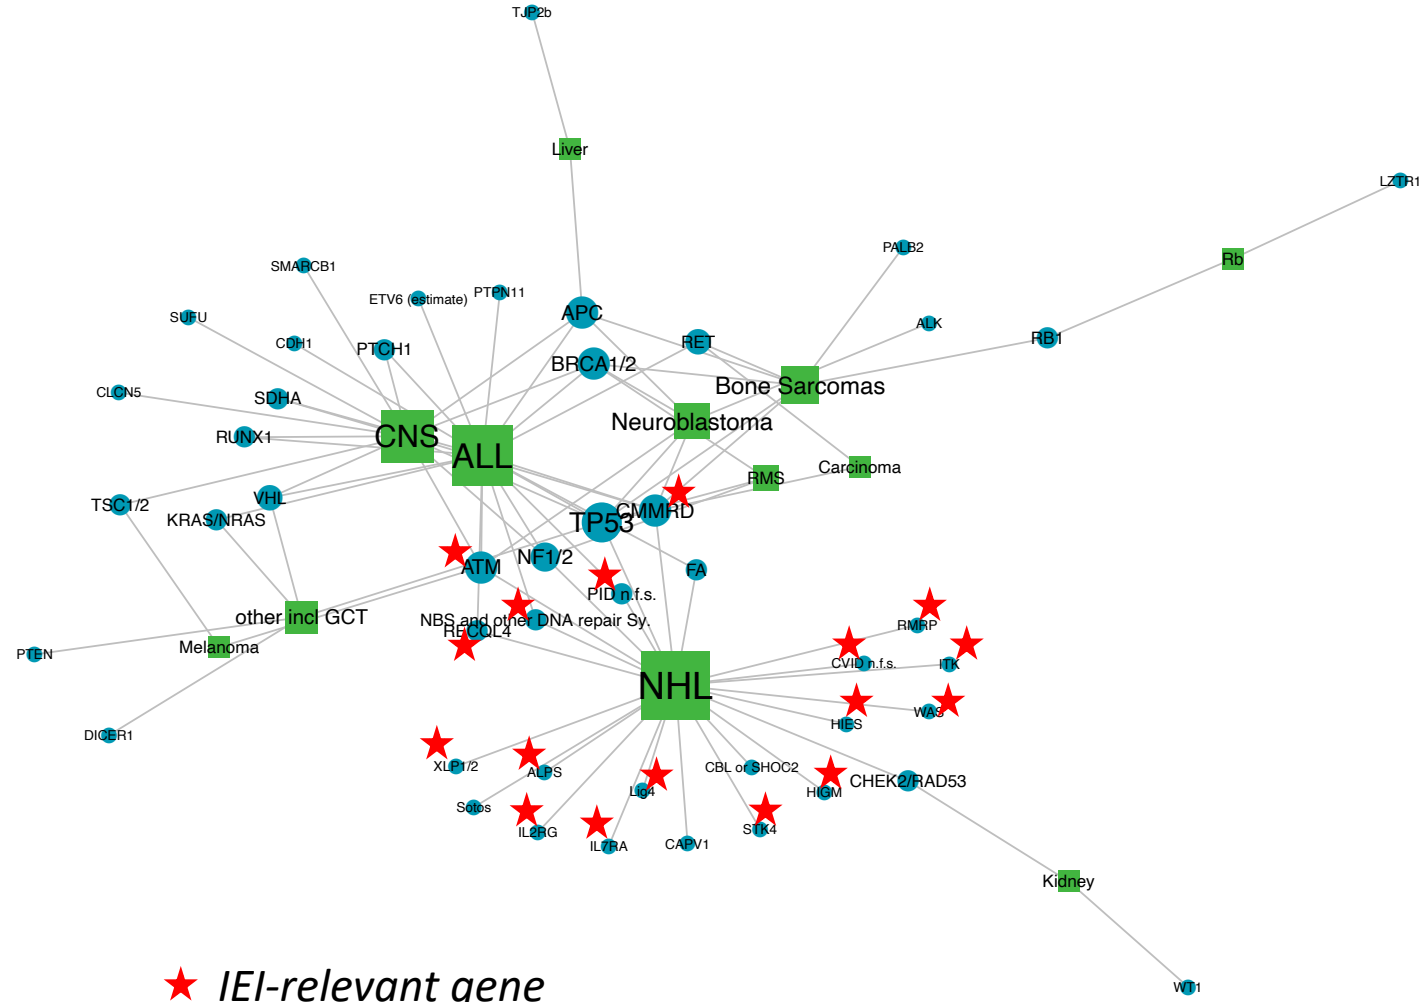 TJP2b
Liver
LZTR1
PALB2
Rb
SMARCB1
ETV6 (estimate)
PTPN11
APC
SUFU
ALK
CDH1
PTCH1
RET
RB1
BRCA1/2
Bone Sarcomas
CLCN5
SDHA
Neuroblastoma
RUNX1
CNS
ALL
Carcinoma
RMS
VHL
TSC1/2
KRAS/NRAS
CMMRD
TP53
NF1/2
ATM
FA
PID n.f.s.
other incl GCT
NBS and other DNA repair Sy.
RECQL4
RMRP
Melanoma
PTEN
CVID n.f.s.
ITK
NHL
WAS
HIES
DICER1
XLP1/2
ALPS
CBL or SHOC2
CHEK2/RAD53
Lig4
HIGM
Sotos
IL2RG
STK4
IL7RA
CAPV1
Kidney
WT1
IEI-relevant gene